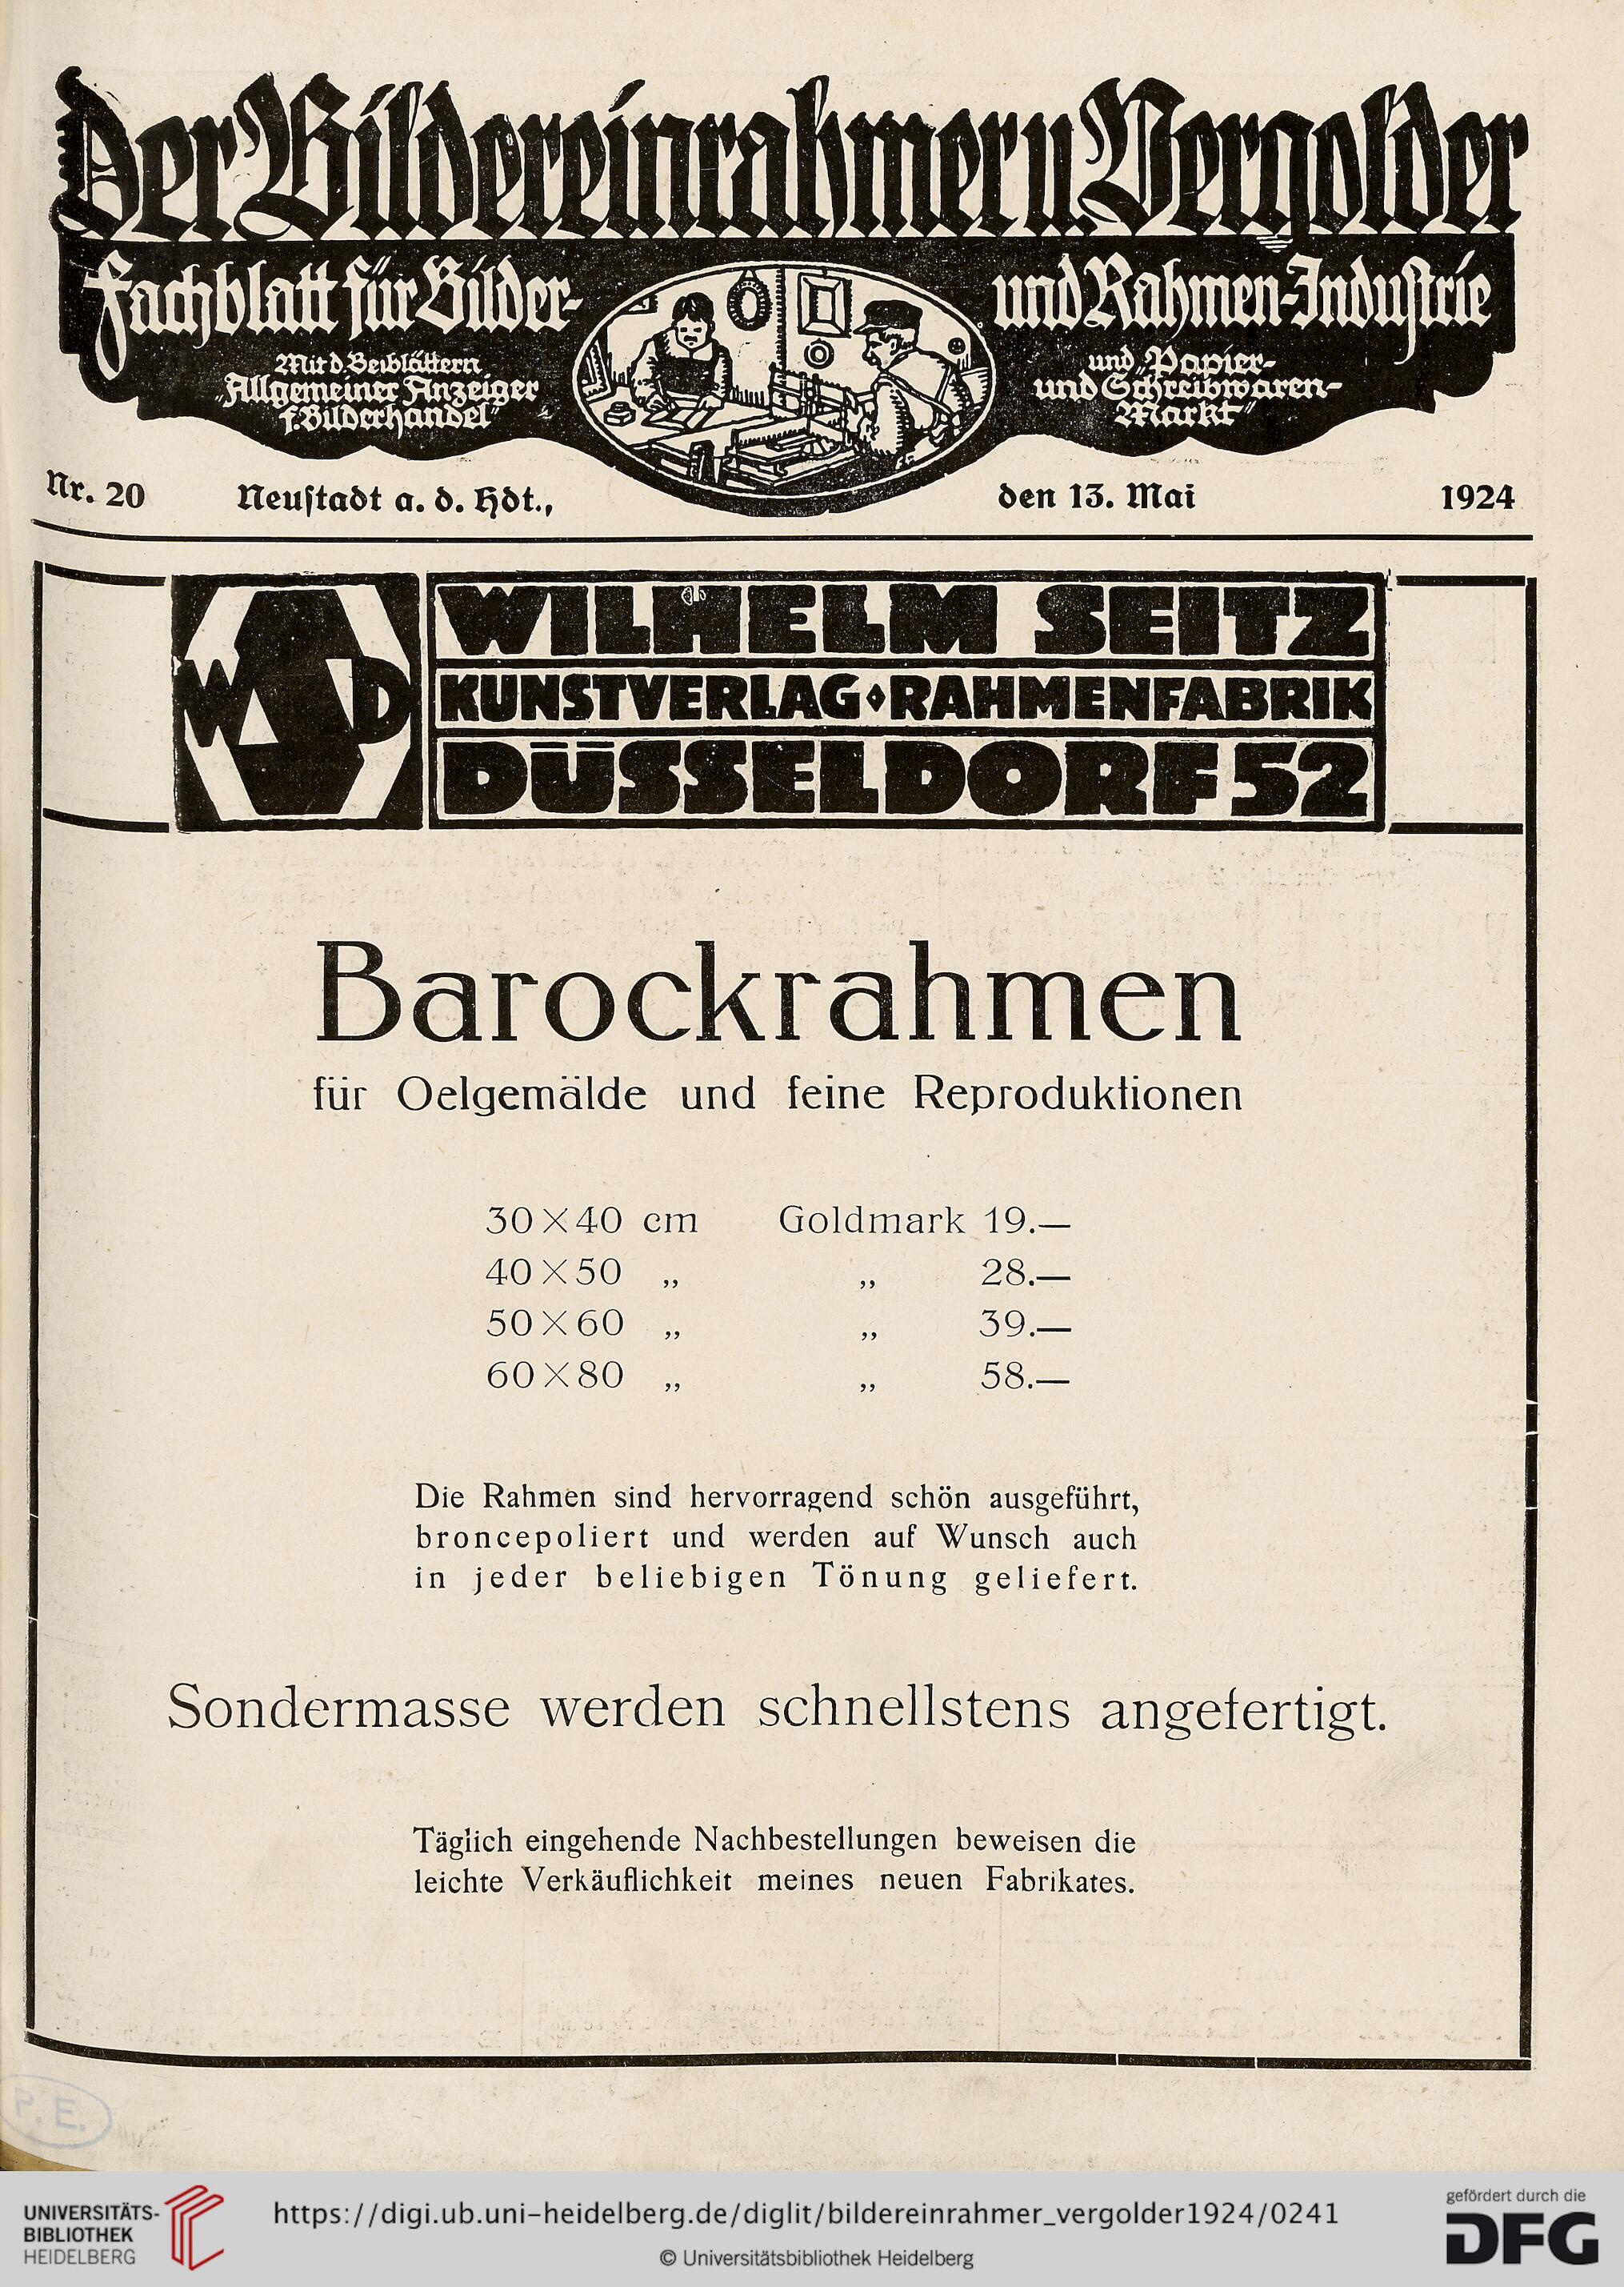 Der Bildereinrahmer u. Vergolder
Fachblatt für Bilder- und Rahmen-Industrie
Mit d. Beiblättern
„Allgemeiner Anzeiger
f. Bilderhandel“
und „Papier-
und Schreibwaren-
Markt“
Nr. 20 Neustadt a. d. Hdt., den 13. Mai 1924
W S D
WILHELM SEITZ
KUNSTVERLAG ⬥ RAHMENFABRIK
DÜSSELDORF 52
Barockrahmen
für Oelgemälde und feine Reproduktionen
30×40 cm Goldmark 19.—
40×50 „ „ 28.—
50×60 „ „ 39.—
60×80 „ „ 58.—
Die Rahmen sind hervorragend schön ausgeführt,
broncepoliert und werden auf Wunsch auch
in jeder beliebigen Tönung geliefert.
Sondermasse werden schnellstens angefertigt.
Täglich eingehende Nachbestellungen beweisen die
leichte Verkäuflichkeit meines neuen Fabrikates.
P. E.
UNIVERSITÄTS-
BIBLIOTHEK
HEIDELBERG
https://digi.ub.uni-heidelberg.de/diglit/bildereinrahmer_vergolder1924/0241
© Universitätsbibliothek Heidelberg
gefördert durch die
DFG